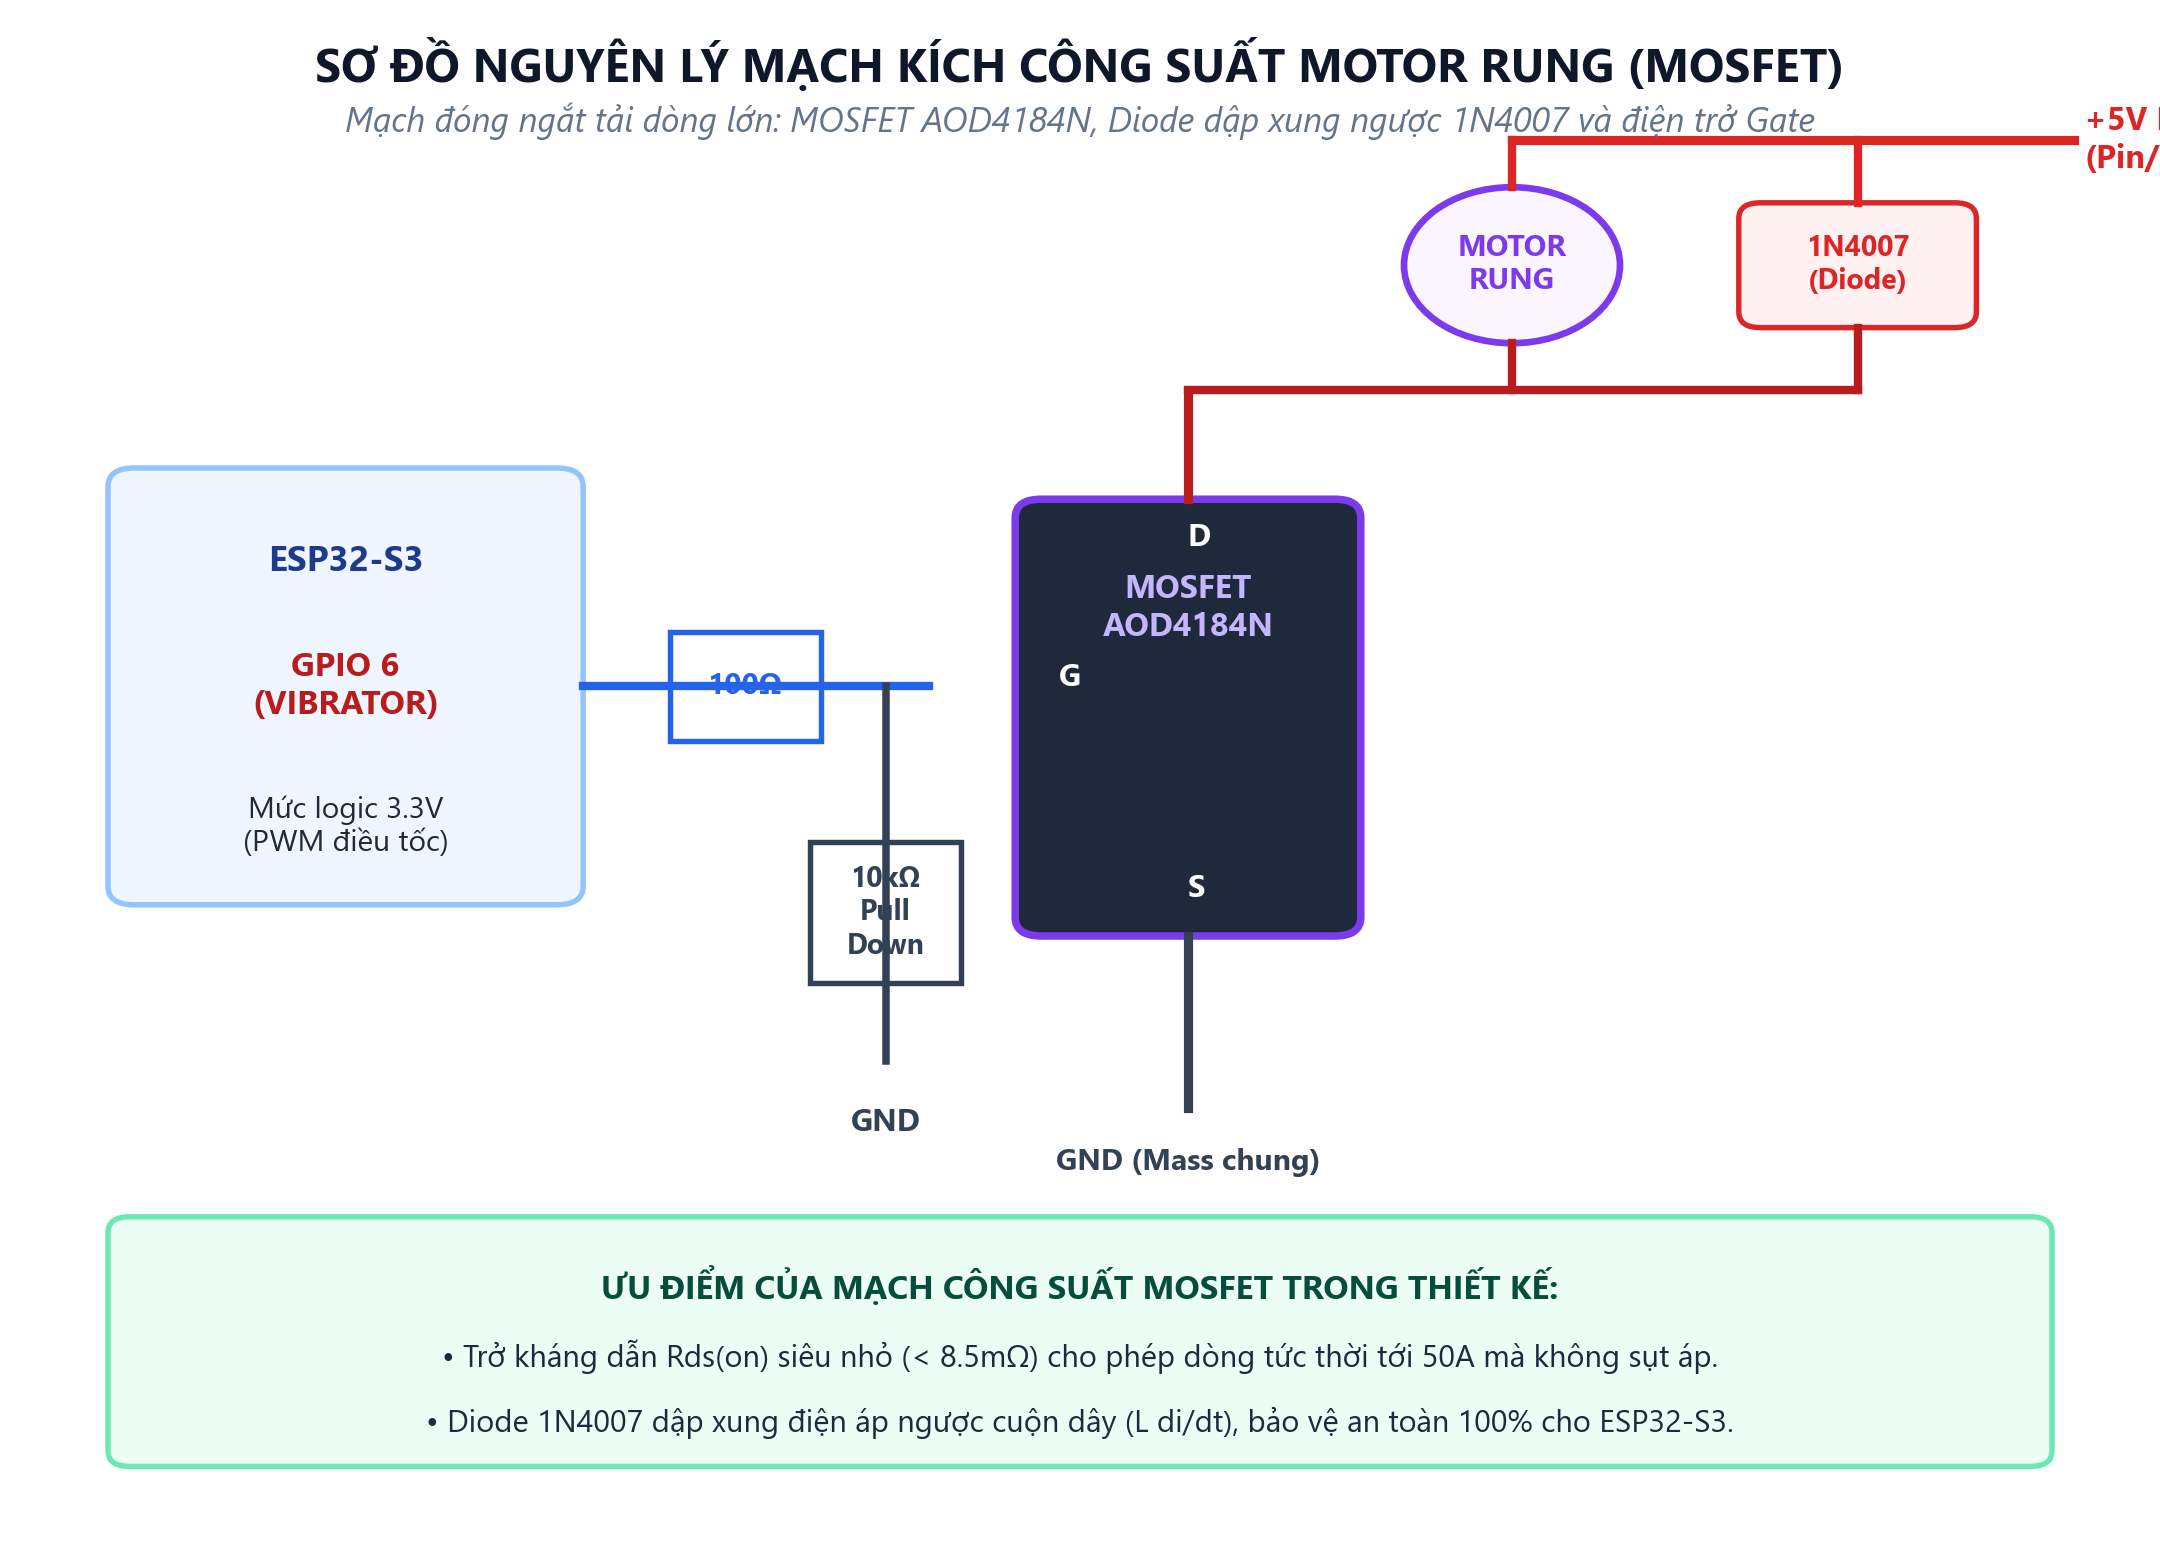 SƠ ĐỒ NGUYÊN LÝ MẠCH KÍCH CÔNG SUẤT MOTOR RUNG (MOSFET)
Mạch đóng ngắt tải dòng lớn: MOSFET AOD4184N, Diode dập xung ngược 1N4007 và điện trở Gate
+5V
(Pin/
MOTOR
RUNG
1N4007
(Diode)
ESP32-S3
GPIO 6
(VIBRATOR)
Mức logic 3.3V
(PWM điều tốc)
100Ω
10kΩ
Pull
Down
GND
D
MOSFET
AOD4184N
G
S
GND (Mass chung)
ƯU ĐIỂM CỦA MẠCH CÔNG SUẤT MOSFET TRONG THIẾT KẾ:
• Trở kháng dẫn Rds(on) siêu nhỏ (< 8.5mΩ) cho phép dòng tức thời tới 50A mà không sụt áp.
• Diode 1N4007 dập xung điện áp ngược cuộn dây (L di/dt), bảo vệ an toàn 100% cho ESP32-S3.